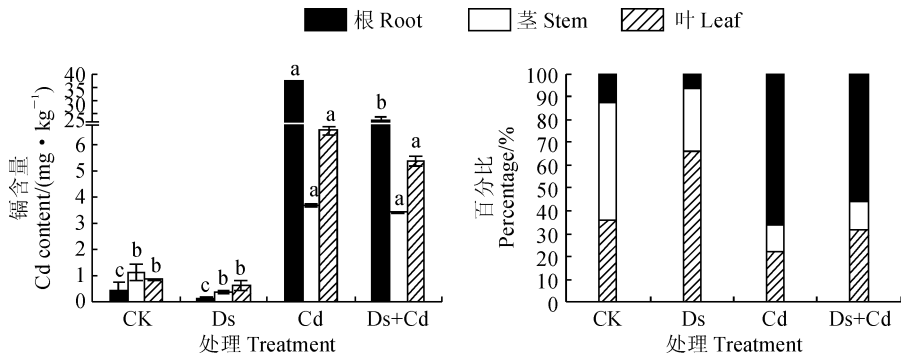 根 Root 茎 Stem 叶 Leaf
镉含量
Cd content/(mg·kg⁻¹)
40
35
30
25
6
5
4
3
2
1
0
c b b
c b b
a a a
b a a
CK Ds Cd Ds+Cd
处理 Treatment
百分比
Percentage/%
100
90
80
70
60
50
40
30
20
10
0
CK Ds Cd Ds+Cd
处理 Treatment